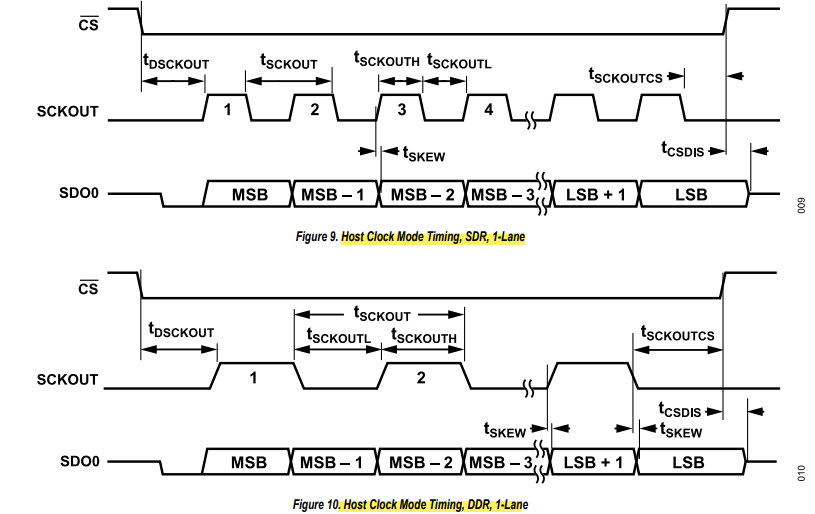 CS
tDSCKOUT tSCKOUT tSCKOUTH tSCKOUTL tSCKOUTCS
SCKOUT 1 2 3 4
tSKEW tCSDIS
SDO0 MSB MSB – 1 MSB – 2 MSB – 3 LSB + 1 LSB
009
Figure 9. Host Clock Mode Timing, SDR, 1-Lane
CS
tSCKOUT
tDSCKOUT tSCKOUTL tSCKOUTH tSCKOUTCS
SCKOUT 1 2
tSKEW tCSDIS tSKEW
SDO0 MSB MSB – 1 MSB – 2 MSB – 3 LSB + 1 LSB
010
Figure 10. Host Clock Mode Timing, DDR, 1-Lane